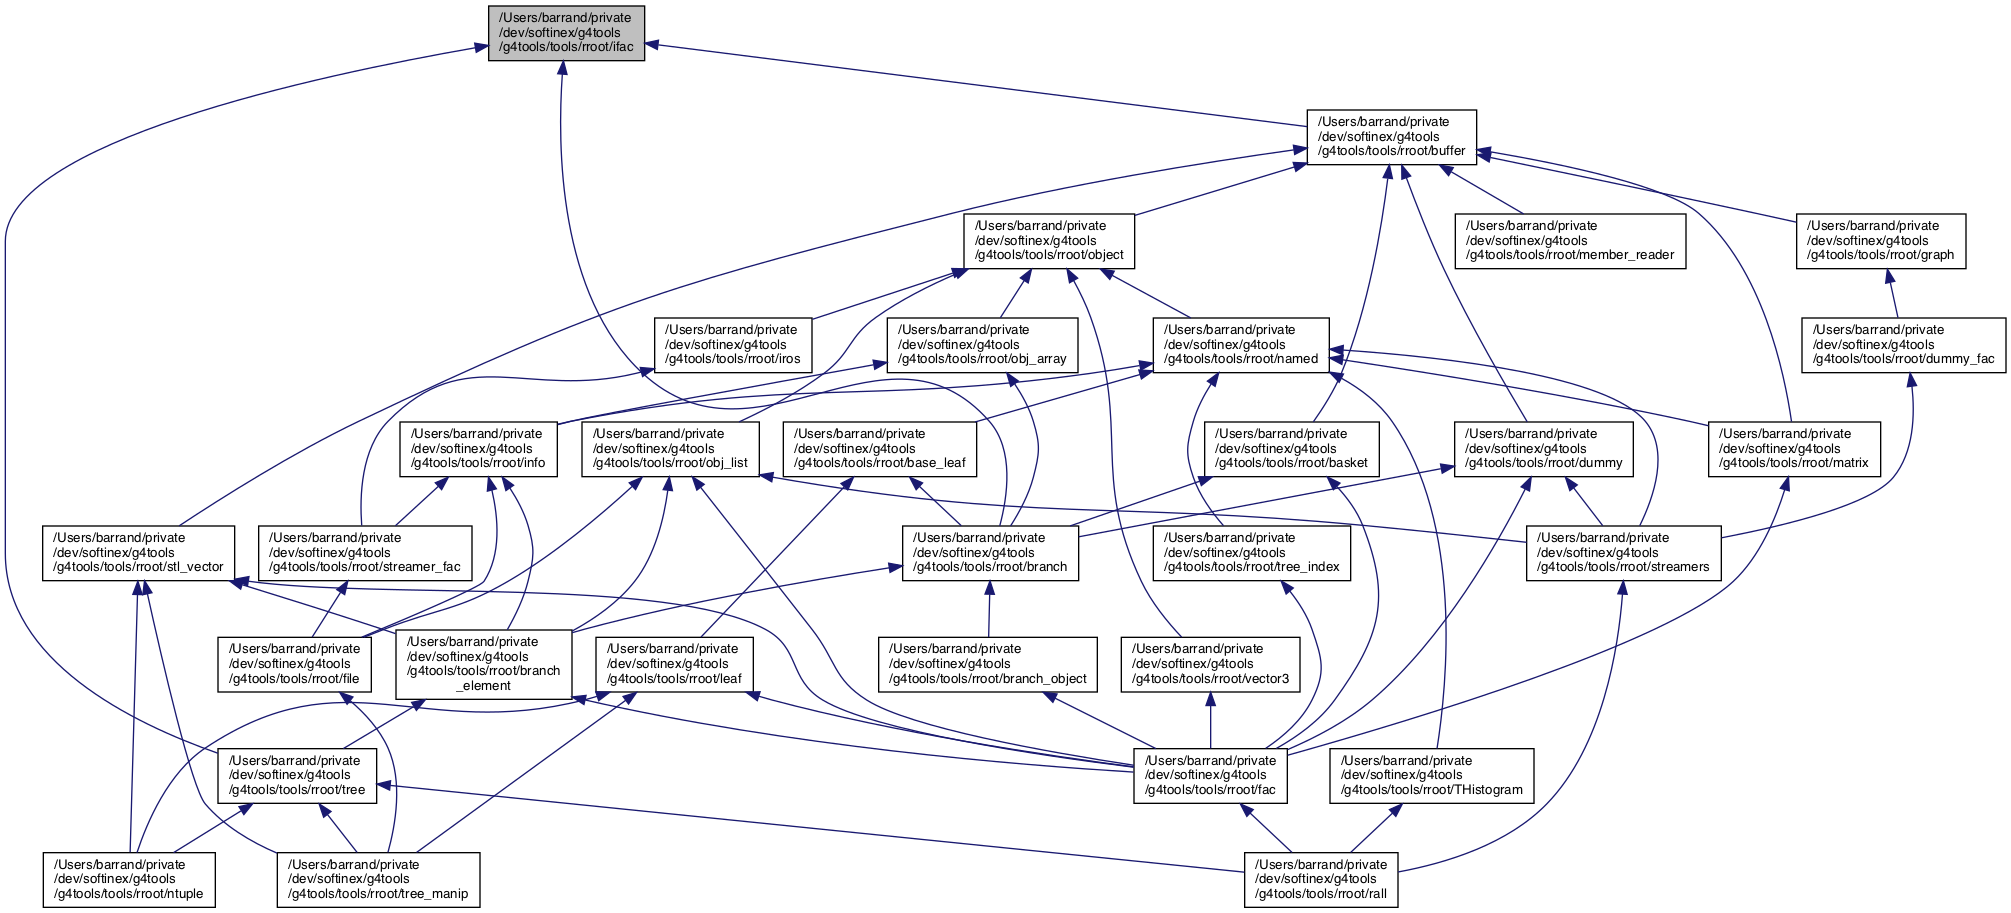 /Users/barrand/private
/dev/softinex/g4tools
/g4tools/tools/rroot/ifac
/Users/barrand/private
/dev/softinex/g4tools
/g4tools/tools/rroot/buffer
/Users/barrand/private
/dev/softinex/g4tools
/g4tools/tools/rroot/object
/Users/barrand/private
/dev/softinex/g4tools
/g4tools/tools/rroot/member_reader
/Users/barrand/private
/dev/softinex/g4tools
/g4tools/tools/rroot/graph
/Users/barrand/private
/dev/softinex/g4tools
/g4tools/tools/rroot/iros
/Users/barrand/private
/dev/softinex/g4tools
/g4tools/tools/rroot/obj_array
/Users/barrand/private
/dev/softinex/g4tools
/g4tools/tools/rroot/named
/Users/barrand/private
/dev/softinex/g4tools
/g4tools/tools/rroot/dummy_fac
/Users/barrand/private
/dev/softinex/g4tools
/g4tools/tools/rroot/info
/Users/barrand/private
/dev/softinex/g4tools
/g4tools/tools/rroot/obj_list
/Users/barrand/private
/dev/softinex/g4tools
/g4tools/tools/rroot/base_leaf
/Users/barrand/private
/dev/softinex/g4tools
/g4tools/tools/rroot/basket
/Users/barrand/private
/dev/softinex/g4tools
/g4tools/tools/rroot/dummy
/Users/barrand/private
/dev/softinex/g4tools
/g4tools/tools/rroot/matrix
/Users/barrand/private
/dev/softinex/g4tools
/g4tools/tools/rroot/stl_vector
/Users/barrand/private
/dev/softinex/g4tools
/g4tools/tools/rroot/streamer_fac
/Users/barrand/private
/dev/softinex/g4tools
/g4tools/tools/rroot/branch
/Users/barrand/private
/dev/softinex/g4tools
/g4tools/tools/rroot/tree_index
/Users/barrand/private
/dev/softinex/g4tools
/g4tools/tools/rroot/streamers
/Users/barrand/private
/dev/softinex/g4tools
/g4tools/tools/rroot/file
/Users/barrand/private
/dev/softinex/g4tools
/g4tools/tools/rroot/branch
_element
/Users/barrand/private
/dev/softinex/g4tools
/g4tools/tools/rroot/leaf
/Users/barrand/private
/dev/softinex/g4tools
/g4tools/tools/rroot/branch_object
/Users/barrand/private
/dev/softinex/g4tools
/g4tools/tools/rroot/vector3
/Users/barrand/private
/dev/softinex/g4tools
/g4tools/tools/rroot/tree
/Users/barrand/private
/dev/softinex/g4tools
/g4tools/tools/rroot/fac
/Users/barrand/private
/dev/softinex/g4tools
/g4tools/tools/rroot/THistogram
/Users/barrand/private
/dev/softinex/g4tools
/g4tools/tools/rroot/ntuple
/Users/barrand/private
/dev/softinex/g4tools
/g4tools/tools/rroot/tree_manip
/Users/barrand/private
/dev/softinex/g4tools
/g4tools/tools/rroot/rall